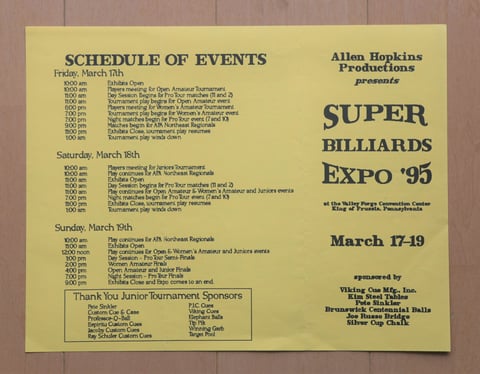 SCHEDULE OF EVENTS
Friday, March 17th
10:00 am Exhibits Open
10:00 am Players meeting for Open Amateur Tournament
11:00 am Day Session Begins for Pro Tour matches (11 and 2)
11:00 am Tournament play begins for Open Amateur event
6:00 pm Players meeting for Women's Amateur Tournament
7:00 pm Tournament play begins for Women's Amateur event
7:00 pm Night matches begin for Pro Tour event (7 and 10)
9:00 pm Matches begin for APA Northeast Regionals
11:00 pm Exhibits Close, tournament play resumes
1:00 am Tournament play winds down
Saturday, March 18th
10:00 am Players meeting for Juniors Tournament
10:00 am Play continues for APA Northeast Regionals
11:00 am Exhibits Open
11:00 am Day Session Begins for Pro Tour matches (11 and 2)
11:00 am Play continues for Open Amateur & Women's Amateur and Juniors events
7:00 pm Night matches begin for Pro Tour event (7 and 10)
11:00 pm Exhibits Close, tournament play resumes
1:00 am Tournament play winds down
Sunday, March 19th
10:00 am Play continues for APA Northeast Regionals
11:00 am Exhibits Open
12:00 noon Play continues for Open & Women's Amateur and Juniors events
1:00 pm Day Session - Pro Tour Semi-Finals
2:00 pm Women Amateur Finals
4:00 pm Open Amateur and Junior Finals
7:00 pm Night Session - Pro Tour Finals
9:00 pm Exhibits Close and Expo comes to an end.
Thank You Junior Tournament Sponsors
Pete Sinkler
Custom Cue & Case
Professor-Q-Ball
Espiritu Custom Cues
Jacoby Custom Cues
Ray Schuler Custom Cues
P.I.C. Cues
Viking Cues
Elephant Balls
Tip Pik
Winning Garb
Target Pool
Allen Hopkins
Productions
presents
SUPER
BILLIARDS
EXPO '95
at the Valley Forge Convention Center
King of Prussia, Pennsylvania
March 17-19
sponsored by
Viking Cue Mfg., Inc.
Kim Steel Tables
Pete Sinkler
Brunswick Centennial Balls
Joe Russo Bridge
Silver Cup Chalk